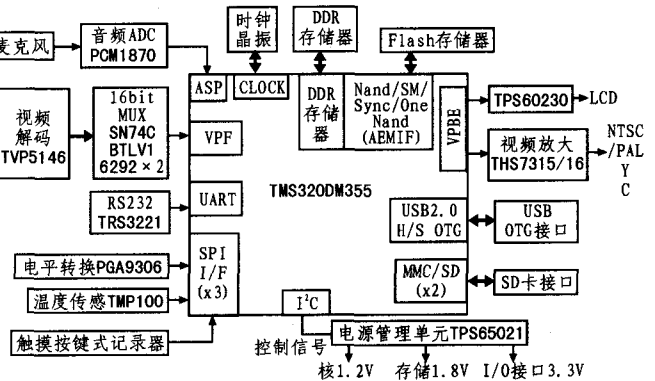 麦克风
音频ADC
PCM1870
时钟
晶振
DDR
存储器
Flash存储器
ASP
CLOCK
DDR
存储
器
Nand/SM/
Sync/One
Nand
(AEMIF)
VPBE
TPS60230
LCD
视频
解码
TVP5146
16bit
MUX
SN74C
BTLV1
6292×2
VPF
视频放大
THS7315/16
NTSC
/PAL
Y
C
TMS320DM355
RS232
TRS3221
UART
USB2.0
H/S OTG
USB
OTG接口
电平转换PGA9306
SPI
I/F
(x3)
MMC/SD
(x2)
SD卡接口
温度传感TMP100
I²C
触摸按键式记录器
控制信号
电源管理单元TPS65021
核1.2V 存储1.8V I/O接口3.3V